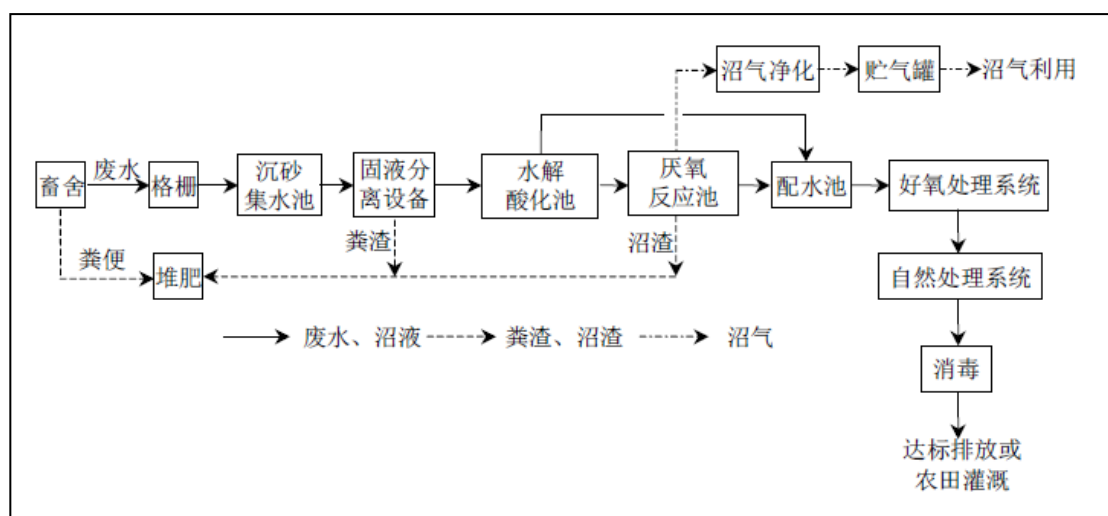 沼气净化
贮气罐
沼气利用
畜舍
废水
格栅
沉砂
集水池
固液分
离设备
水解
酸化池
厌氧
反应池
配水池
好氧处理系统
粪便
堆肥
粪渣
沼渣
自然处理系统
废水、沼液
粪渣、沼渣
沼气
消毒
达标排放或
农田灌溉